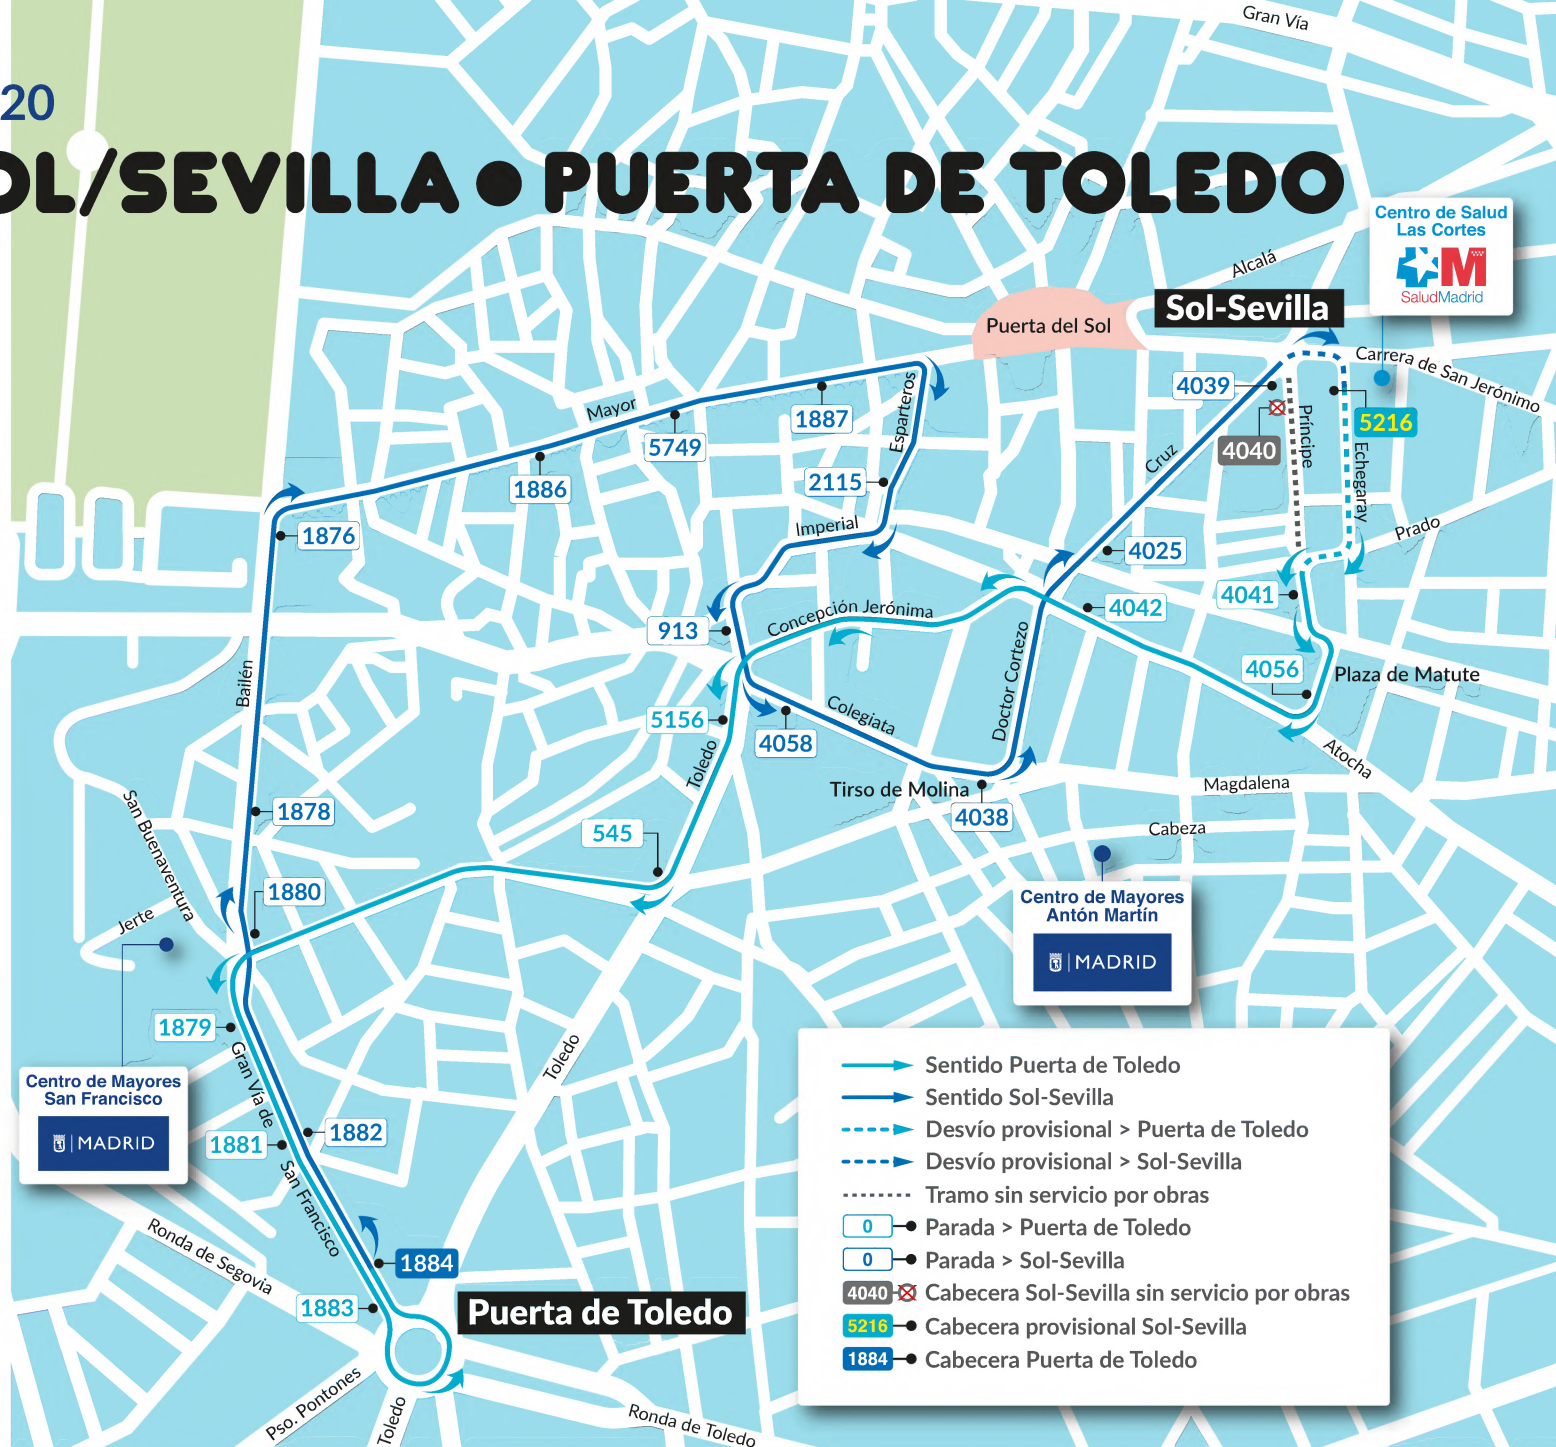 Gran Vía
20
OL/SEVILLA ● PUERTA DE TOLEDO
Centro de Salud
Las Cortes
M
SaludMadrid
Alcalá
Sol-Sevilla
Puerta del Sol
Carrera de San Jerónimo
4039
5216
4040
Príncipe
Echegaray
Prado
Cruz
Mayor
1887
5749
1886
Esparteros
2115
Imperial
1876
4025
4041
4042
913
Concepción Jerónima
4056
Plaza de Matute
Bailén
5156
4058
Colegiata
Doctor Cortezo
Toledo
Tirso de Molina
4038
Atocha
Magdalena
Cabeza
San Buenaventura
1878
545
1880
Jerte
Centro de Mayores
Antón Martín
MADRID
1879
Gran Vía de
San Francisco
Toledo
Centro de Mayores
San Francisco
MADRID
1882
1881
Ronda de Segovia
1884
1883
Puerta de Toledo
Pso. Pontones
Toledo
Ronda de Toledo
Sentido Puerta de Toledo
Sentido Sol-Sevilla
Desvío provisional > Puerta de Toledo
Desvío provisional > Sol-Sevilla
Tramo sin servicio por obras
0 Parada > Puerta de Toledo
0 Parada > Sol-Sevilla
4040 Cabecera Sol-Sevilla sin servicio por obras
5216 Cabecera provisional Sol-Sevilla
1884 Cabecera Puerta de Toledo